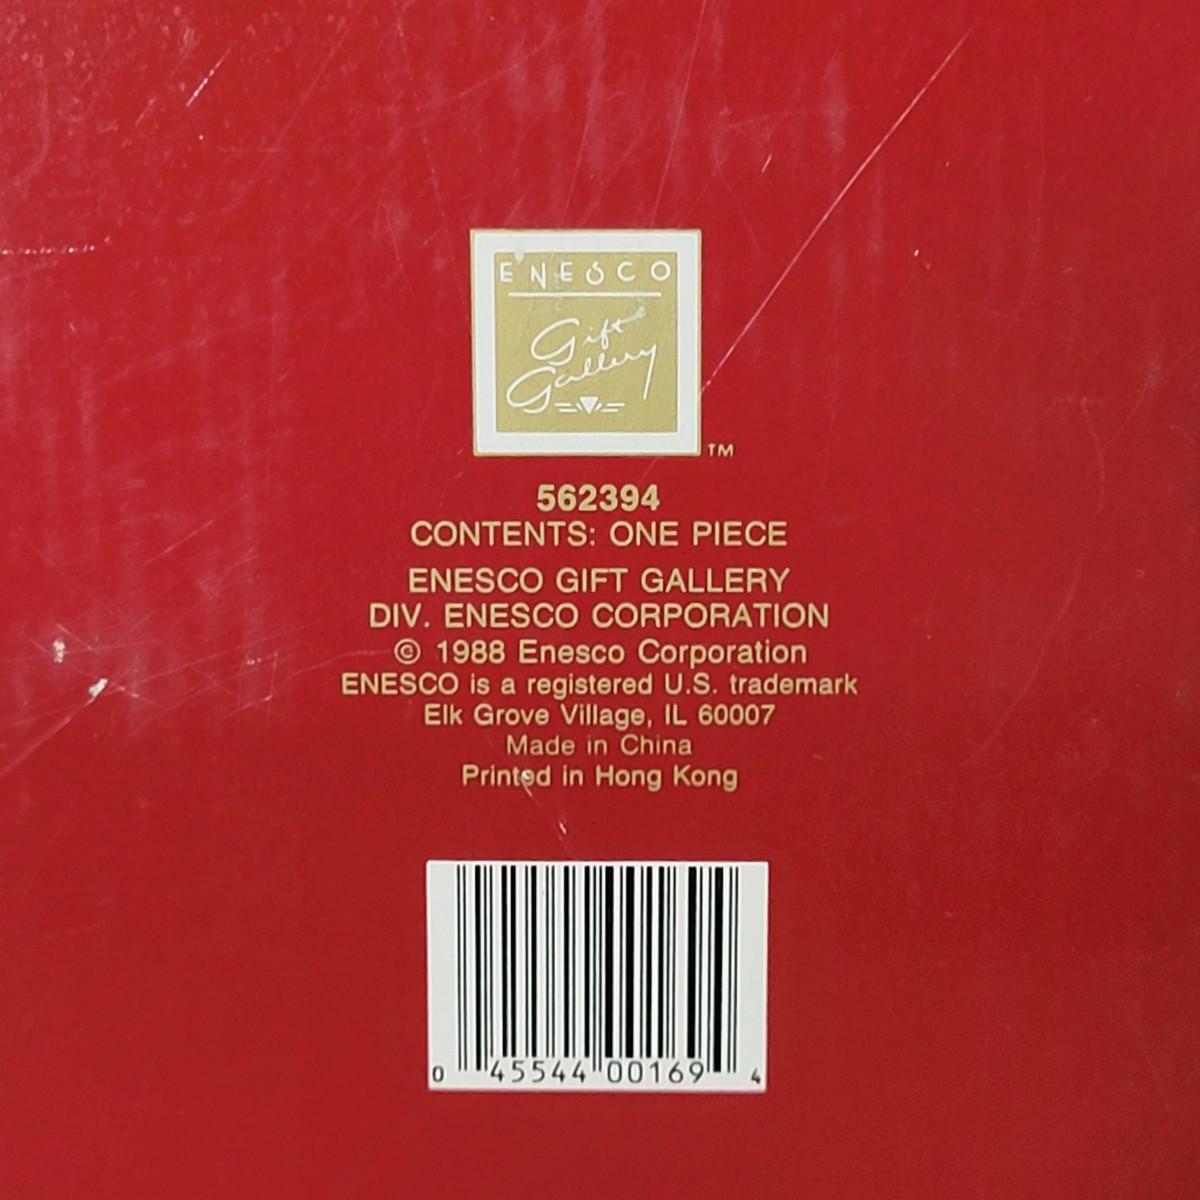 ENESCO
Gift
Gallery
™
562394
CONTENTS: ONE PIECE
ENESCO GIFT GALLERY
DIV. ENESCO CORPORATION
© 1988 Enesco Corporation
ENESCO is a registered U.S. trademark
Elk Grove Village, IL 60007
Made in China
Printed in Hong Kong
0 45544 00169 4